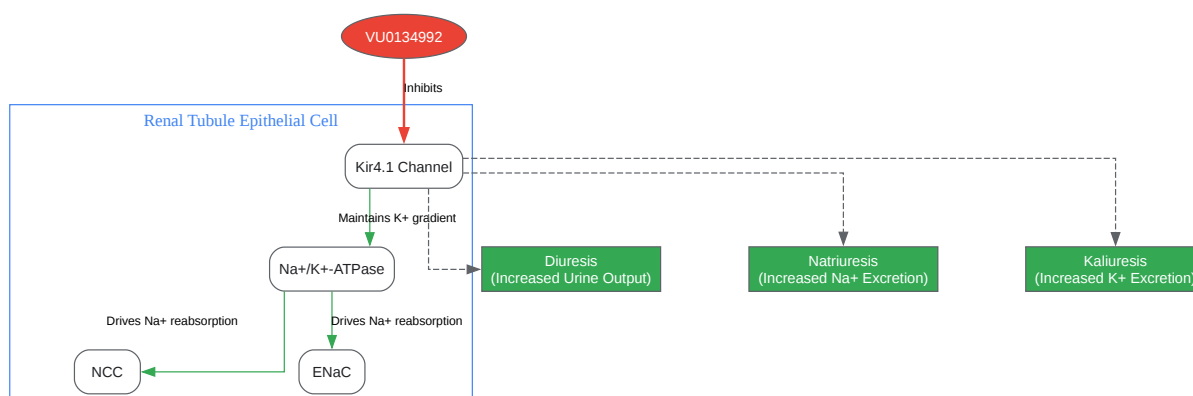 VU0134992
Inhibits
Renal Tubule Epithelial Cell
Kir4.1 Channel
Maintains K+ gradient
Na+/K+-ATPase
Diuresis
(Increased Urine Output)
Natriuresis
(Increased Na+ Excretion)
Kaliuresis
(Increased K+ Excretion)
Drives Na+ reabsorption
Drives Na+ reabsorption
NCC
ENaC